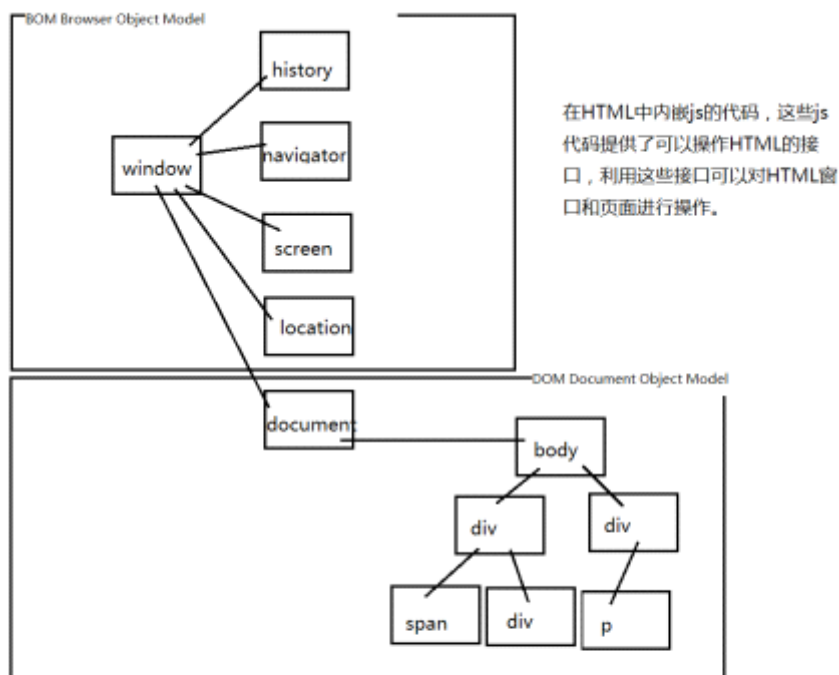 BOM Browser Object Model
history
navigator
window
screen
location
在HTML中内嵌js的代码，这些js
代码提供了可以操作HTML的接
口，利用这些接口可以对HTML窗
口和页面进行操作。
DOM Document Object Model
document
body
div
div
span
div
p